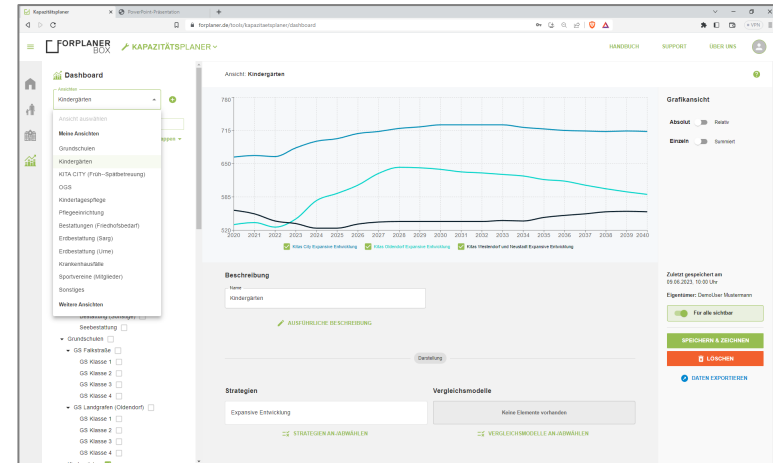 Kapazitätsplaner
PowerPoint-Präsentation
forplaner.de/tools/kapazitaetsplaner/dashboard
VPN
FORPLANER BOX
KAPAZITÄTSPLANER
HANDBUCH
SUPPORT
ÜBER UNS
Dashboard
Ansichten
Kindergärten
Ansicht auswählen
Meine Ansichten
Grundschulen
Kindergärten
KITA CITY (Früh-·Spätbetreuung)
OGS
Kindertagespflege
Pflegeeinrichtung
Bestattungen (Friedhofsbedarf)
Erdbestattung (Sarg)
Erdbestattung (Urne)
Krankenhausfälle
Sportvereine (Mitglieder)
Sonstiges
Weitere Ansichten
Bestattung (Sonstige)
Seebestattung
Grundschulen
GS Falkstraße
GS Klasse 1
GS Klasse 2
GS Klasse 3
GS Klasse 4
GS Landgrafen (Oldendorf)
GS Klasse 1
GS Klasse 2
GS Klasse 3
GS Klasse 4
Ansicht: Kindergärten
780
715
650
585
520
2020 2021 2022 2023 2024 2025 2026 2027 2028 2029 2030 2031 2032 2033 2034 2035 2036 2037 2038 2039 2040
Kitas City Expansive Entwicklung
Kitas Oldendorf Expansive Entwicklung
Kitas Westendorf und Neustadt Expansive Entwicklung
Grafikansicht
Absolut
Relativ
Einzeln
Summiert
Beschreibung
Name
Kindergärten
AUSFÜHRLICHE BESCHREIBUNG
Darstellung
Strategien
Expansive Entwicklung
STRATEGIEN AN-/ABWÄHLEN
Vergleichsmodelle
Keine Elemente vorhanden
VERGLEICHSMODELLE AN-/ABWÄHLEN
Zuletzt gespeichert am
09.06.2023, 10:00 Uhr
Eigentümer: DemoUser Mustermann
Für alle sichtbar
SPEICHERN & ZEICHNEN
LÖSCHEN
DATEN EXPORTIEREN